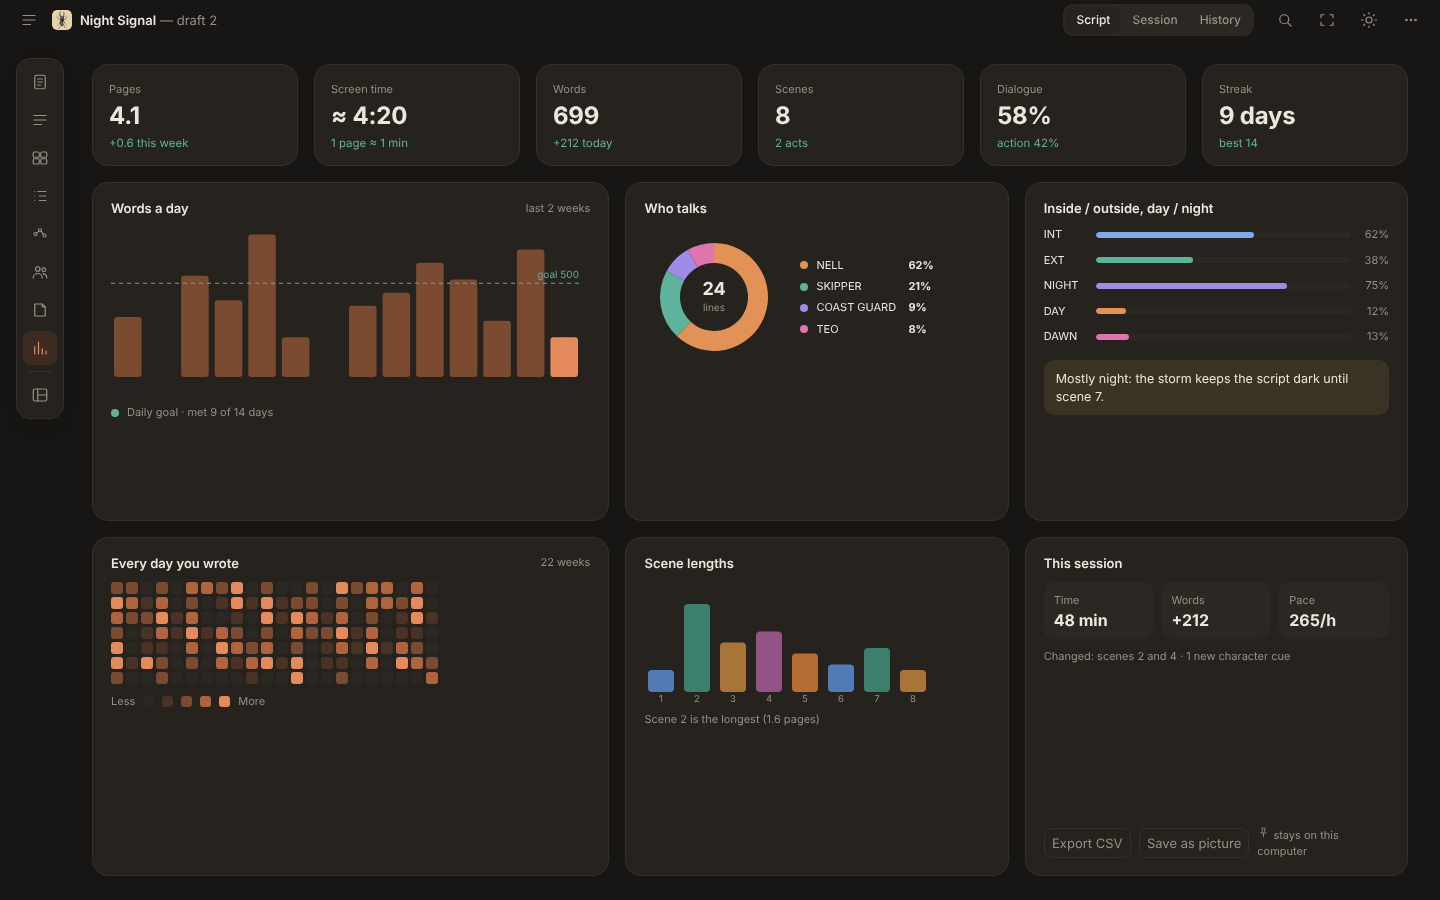 Night Signal — draft 2
Script Session History
Pages
4.1
+0.6 this week
Screen time
≈ 4:20
1 page ≈ 1 min
Words
699
+212 today
Scenes
8
2 acts
Dialogue
58%
action 42%
Streak
9 days
best 14
Words a day
last 2 weeks
goal 500
Daily goal · met 9 of 14 days
Who talks
24
lines
NELL 62%
SKIPPER 21%
COAST GUARD 9%
TEO 8%
Inside / outside, day / night
INT 62%
EXT 38%
NIGHT 75%
DAY 12%
DAWN 13%
Mostly night: the storm keeps the script dark until
scene 7.
Every day you wrote
22 weeks
Less More
Scene lengths
1 2 3 4 5 6 7 8
Scene 2 is the longest (1.6 pages)
This session
Time
48 min
Words
+212
Pace
265/h
Changed: scenes 2 and 4 · 1 new character cue
Export CSV
Save as picture
stays on this
computer